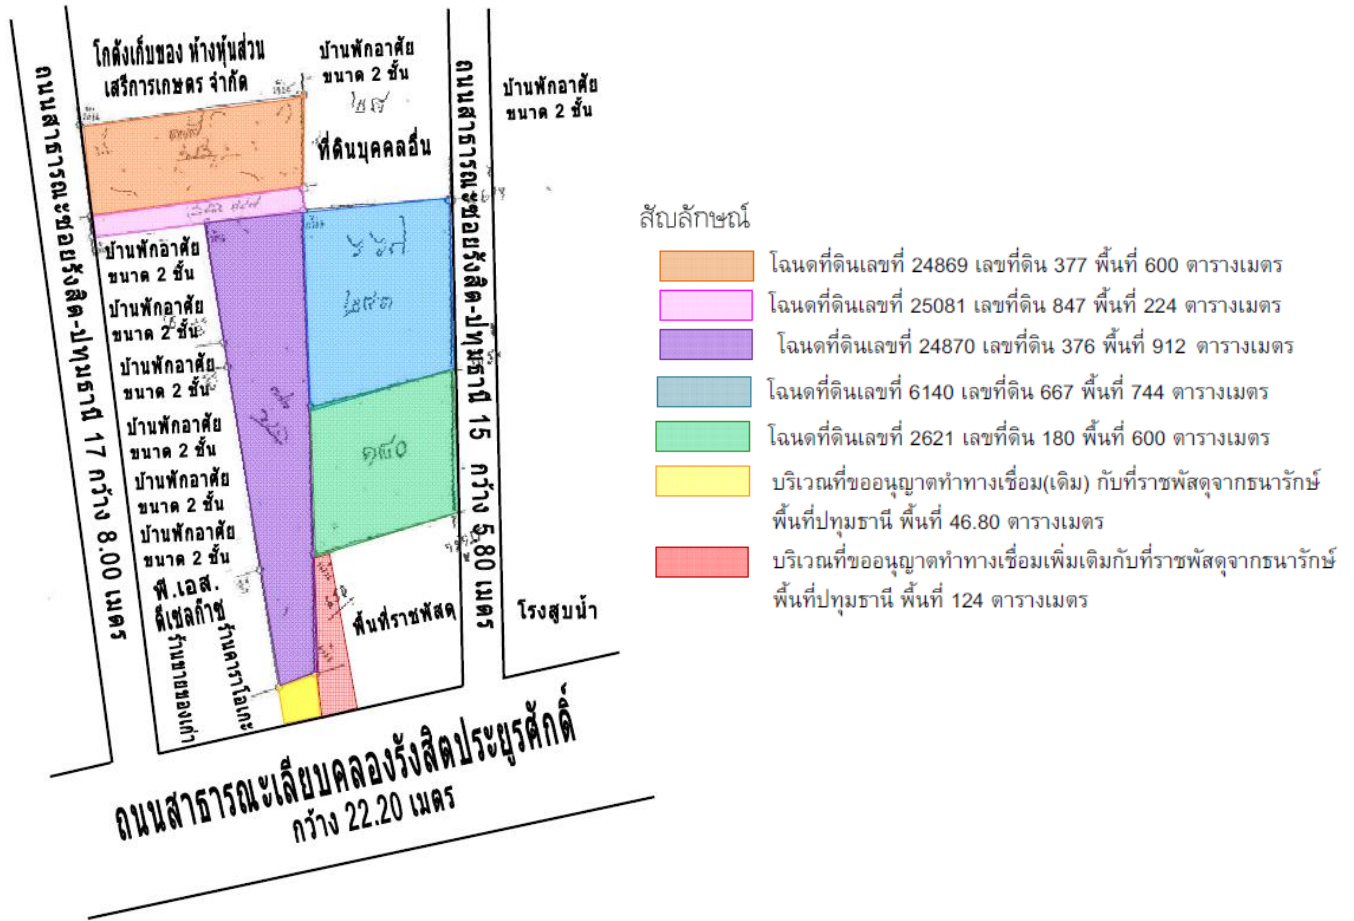 โกดังเก็บของ ห้างหุ้นส่วน
เสรีการเกษตร จำกัด
บ้านพักอาศัย
ขนาด 2 ชั้น
ที่ดินบุคคลอื่น
บ้านพักอาศัย
ขนาด 2 ชั้น
ถนนสาธารณะซอยรังสิต-ปทุมธานี 17 กว้าง 8.00 เมตร
ถนนสาธารณะซอยรังสิต-ปทุมธานี 15 กว้าง 5.80 เมตร
บ้านพักอาศัย
ขนาด 2 ชั้น
บ้านพักอาศัย
ขนาด 2 ชั้น
บ้านพักอาศัย
ขนาด 2 ชั้น
บ้านพักอาศัย
ขนาด 2 ชั้น
บ้านพักอาศัย
ขนาด 2 ชั้น
บ้านพักอาศัย
ขนาด 2 ชั้น
พี.เอส.
ดีเซลก๊าซ
ร้านขายของเก่า
ร้านคาราโอเกะ
๖๖๗
๑๘๐
พื้นที่ราชพัสดุ
โรงสูบน้ำ
ถนนสาธารณะเลียบคลองรังสิตประยูรศักดิ์
กว้าง 22.20 เมตร
สัญลักษณ์
โฉนดที่ดินเลขที่ 24869 เลขที่ดิน 377 พื้นที่ 600 ตารางเมตร
โฉนดที่ดินเลขที่ 25081 เลขที่ดิน 847 พื้นที่ 224 ตารางเมตร
โฉนดที่ดินเลขที่ 24870 เลขที่ดิน 376 พื้นที่ 912 ตารางเมตร
โฉนดที่ดินเลขที่ 6140 เลขที่ดิน 667 พื้นที่ 744 ตารางเมตร
โฉนดที่ดินเลขที่ 2621 เลขที่ดิน 180 พื้นที่ 600 ตารางเมตร
บริเวณที่ขออนุญาตทำทางเชื่อม(เดิม) กับที่ราชพัสดุจากธนารักษ์
พื้นที่ปทุมธานี พื้นที่ 46.80 ตารางเมตร
บริเวณที่ขออนุญาตทำทางเชื่อมเพิ่มเติมกับที่ราชพัสดุจากธนารักษ์
พื้นที่ปทุมธานี พื้นที่ 124 ตารางเมตร